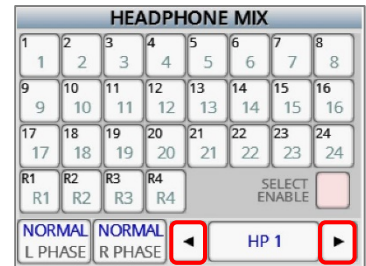 HEADPHONE MIX
1 2 3 4 5 6 7 8
1 2 3 4 5 6 7 8
9 10 11 12 13 14 15 16
9 10 11 12 13 14 15 16
17 18 19 20 21 22 23 24
17 18 19 20 21 22 23 24
R1 R2 R3 R4 SELECT
R1 R2 R3 R4 ENABLE
NORMAL NORMAL
L PHASE R PHASE ◄ HP 1 ►